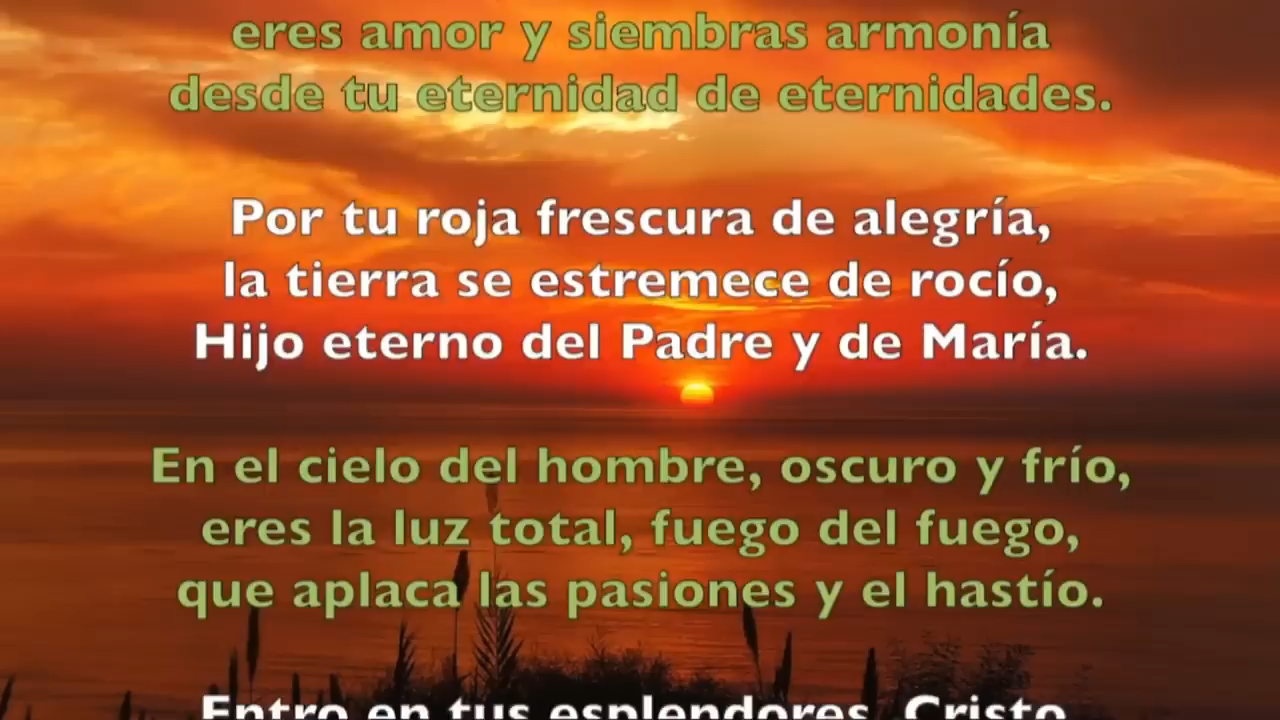 eres amor y siembras armonía
desde tu eternidad de eternidades.
Por tu roja frescura de alegría,
la tierra se estremece de rocío,
Hijo eterno del Padre y de María.
En el cielo del hombre, oscuro y frío,
eres la luz total, fuego del fuego,
que aplaca las pasiones y el hastío.
Entro en tus esplendores, Cristo